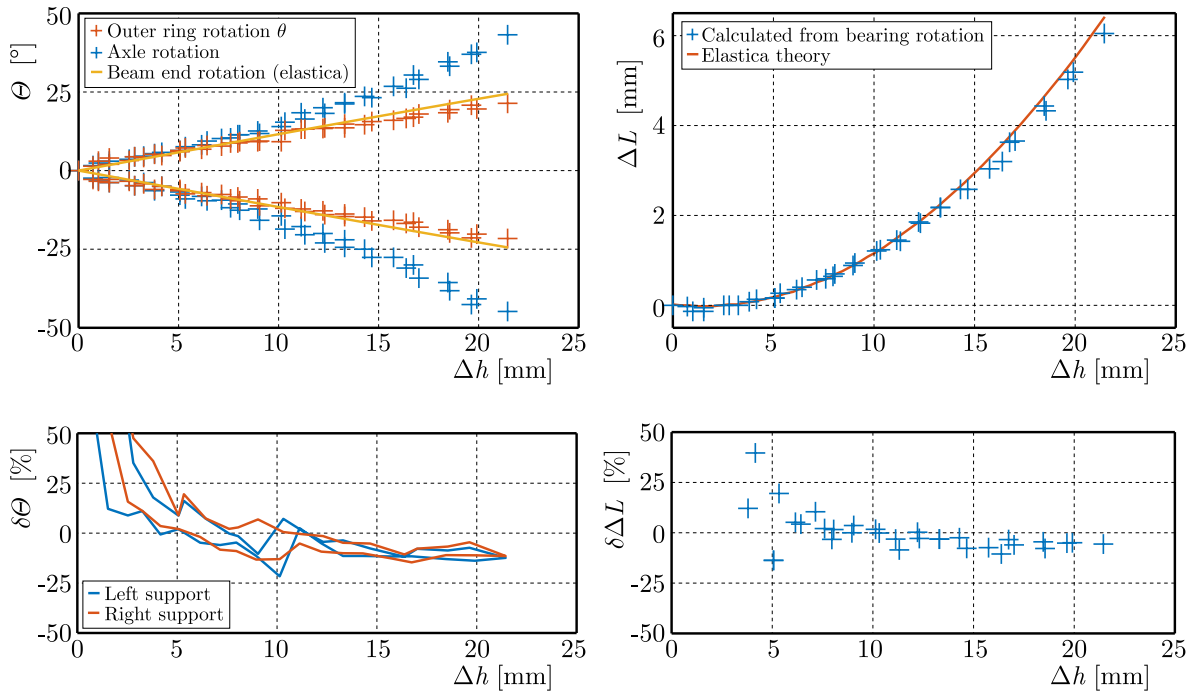 Θ [°]
50
25
0
-25
-50
Outer ring rotation θ
Axle rotation
Beam end rotation (elastica)
0 5 10 15 20 25
Δh [mm]
ΔL [mm]
6
4
2
0
Calculated from bearing rotation
Elastica theory
0 5 10 15 20 25
Δh [mm]
δΘ [%]
50
25
0
-25
-50
Left support
Right support
0 5 10 15 20 25
Δh [mm]
δΔL [%]
50
25
0
-25
-50
0 5 10 15 20 25
Δh [mm]